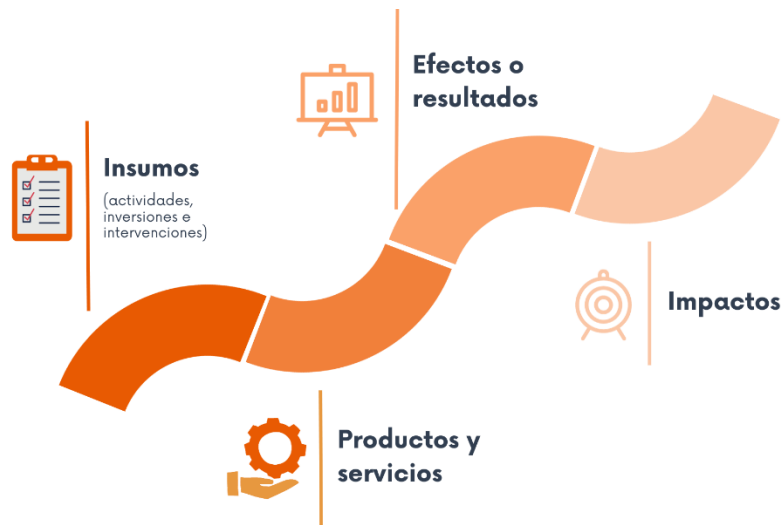 Insumos
(actividades,
inversiones e
intervenciones)
Productos y
servicios
Efectos o
resultados
Impactos